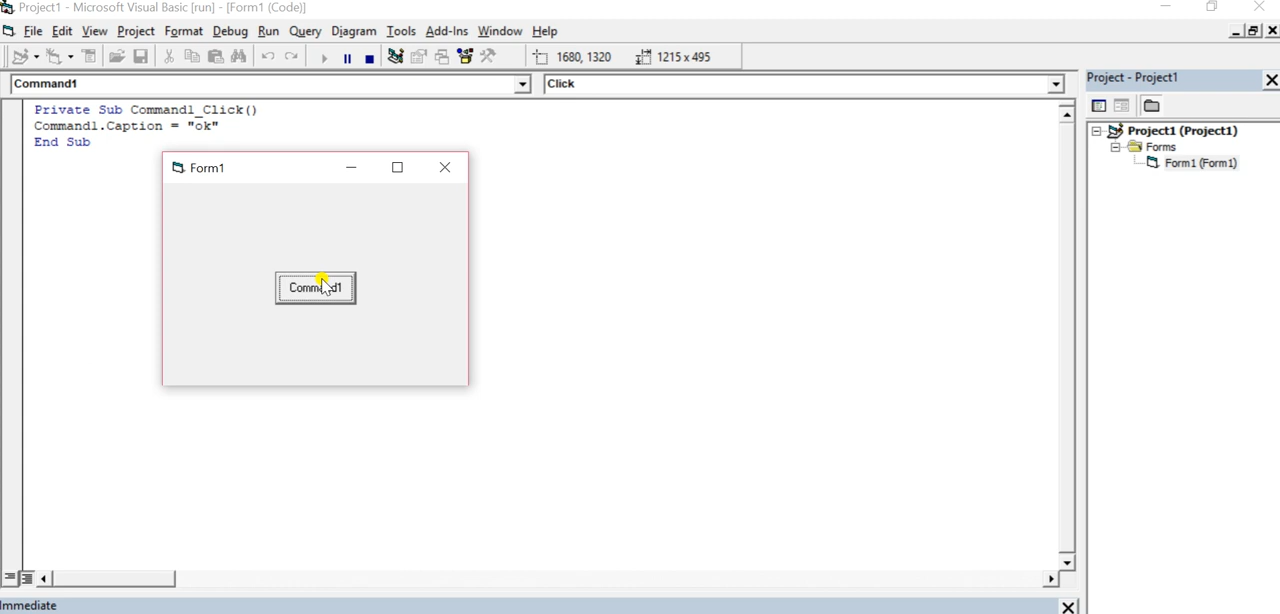 Project1 - Microsoft Visual Basic [run] - [Form1 (Code)]
File Edit View Project Format Debug Run Query Diagram Tools Add-Ins Window Help
1680, 1320 1215 x 495
Command1 Click
Project - Project1
Private Sub Command1_Click()
Command1.Caption = "ok"
End Sub
Project1 (Project1)
Forms
Form1 (Form1)
Form1
Command1
Immediate